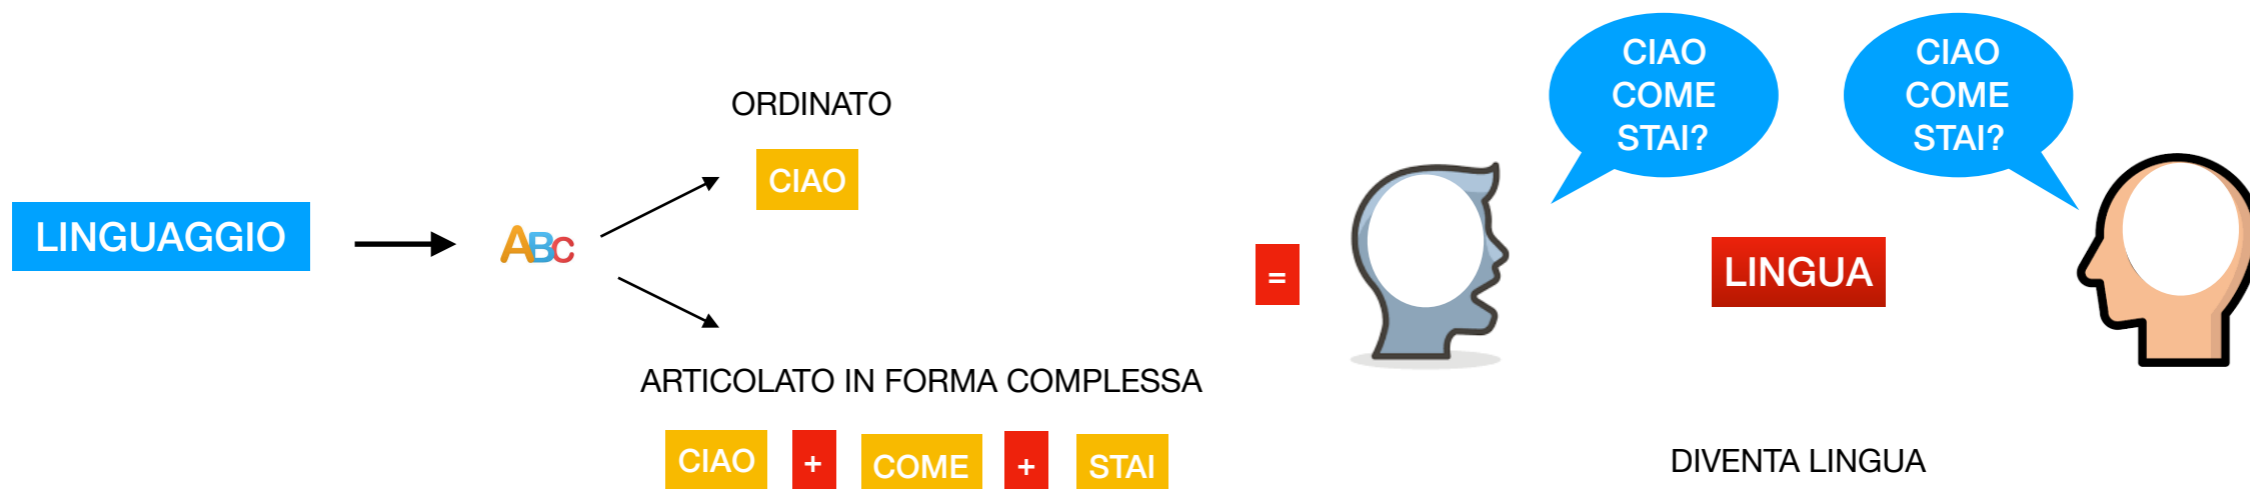 LINGUAGGIO
ABC
ORDINATO
CIAO
ARTICOLATO IN FORMA COMPLESSA
CIAO + COME + STAI
=
CIAO
COME
STAI?
CIAO
COME
STAI?
LINGUA
DIVENTA LINGUA